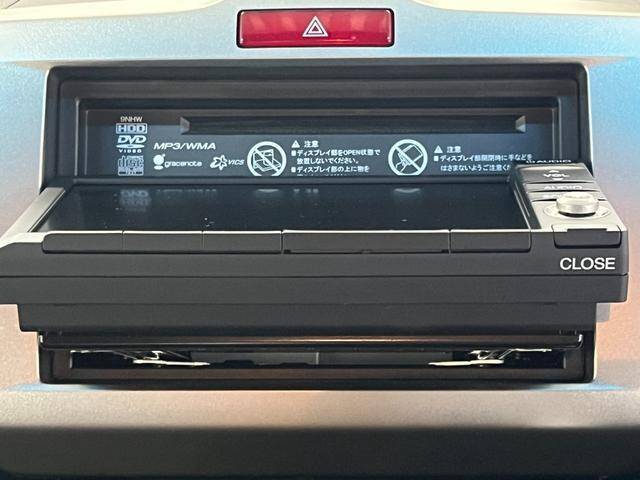 9NHW
HDD
DVD
VIDEO
MP3/WMA
gracenote
VICS
注意
■ディスプレイ部をOPEN状態で
放置しないでください。
■ディスプレイ部の上に物を
注意
■ディスプレイ部開閉時に手などを
はさまないようご注意く
AUDIO
VOL
AUDIO
CLOSE